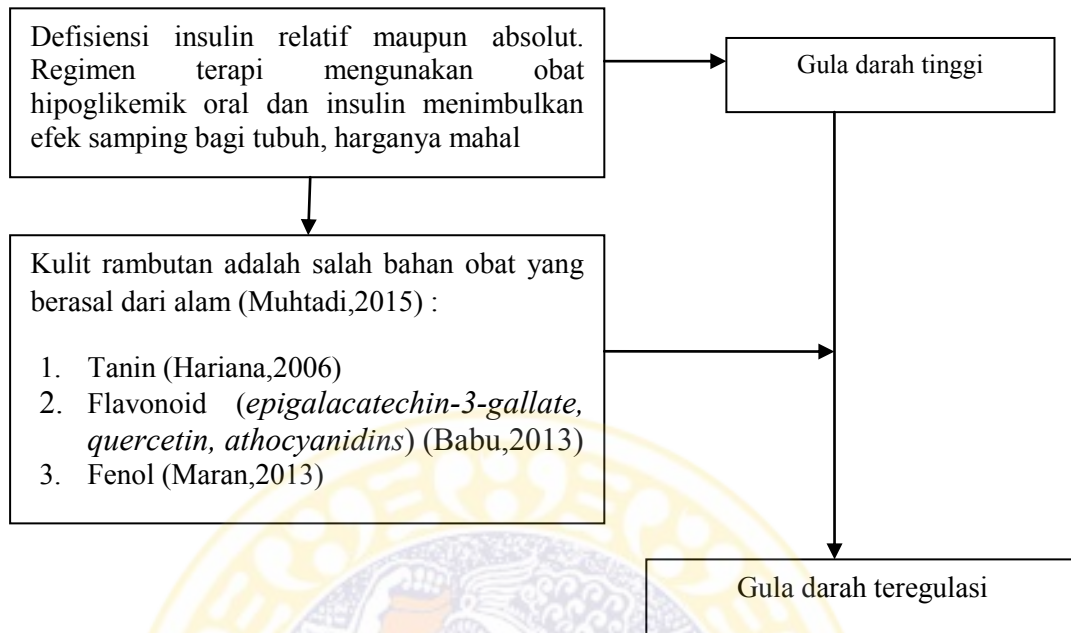 Defisiensi insulin relatif maupun absolut.
Regimen terapi mengunakan obat
hipoglikemik oral dan insulin menimbulkan
efek samping bagi tubuh, harganya mahal
Gula darah tinggi
Kulit rambutan adalah salah bahan obat yang
berasal dari alam (Muhtadi,2015) :
1. Tanin (Hariana,2006)
2. Flavonoid (epigalacatechin-3-gallate,
quercetin, athocyanidins) (Babu,2013)
3. Fenol (Maran,2013)
Gula darah teregulasi